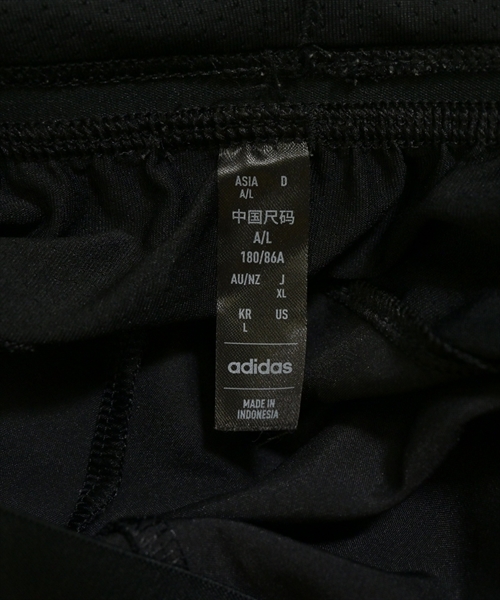 ASIA D
A/L
中国尺码
A/L
180/86A
AU/NZ J
XL
KR US
L
adidas
MADE IN
INDONESIA